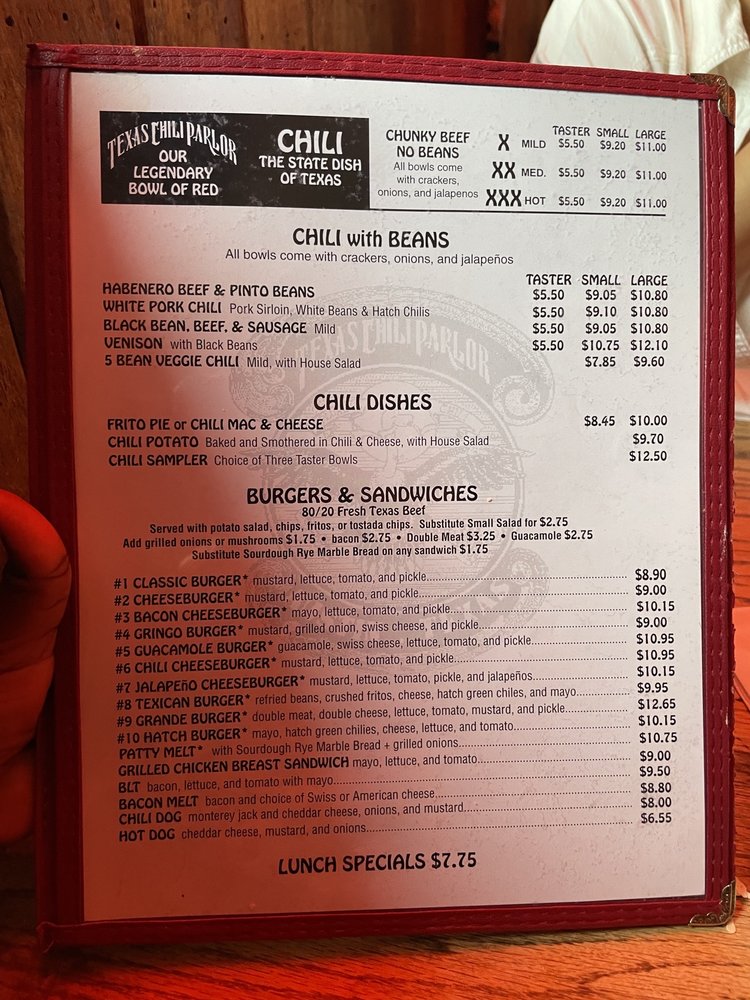 TEXAS CHILI PARLOR
OUR
LEGENDARY
BOWL OF RED
CHILI
THE STATE DISH
OF TEXAS
CHUNKY BEEF
NO BEANS
All bowls come
with crackers,
onions, and jalapenos
TASTER SMALL LARGE
X MILD $5.50 $9.20 $11.00
XX MED. $5.50 $9.20 $11.00
XXX HOT $5.50 $9.20 $11.00
CHILI with BEANS
All bowls come with crackers, onions, and jalapeños
TASTER SMALL LARGE
HABENERO BEEF & PINTO BEANS $5.50 $9.05 $10.80
WHITE PORK CHILI Pork Sirloin, White Beans & Hatch Chilis $5.50 $9.10 $10.80
BLACK BEAN, BEEF, & SAUSAGE Mild $5.50 $9.05 $10.80
VENISON with Black Beans $5.50 $10.75 $12.10
5 BEAN VEGGIE CHILI Mild, with House Salad $7.85 $9.60
TEXAS CHILI PARLOR
CHILI DISHES
FRITO PIE or CHILI MAC & CHEESE $8.45 $10.00
CHILI POTATO Baked and Smothered in Chili & Cheese, with House Salad $9.70
CHILI SAMPLER Choice of Three Taster Bowls $12.50
BURGERS & SANDWICHES
80/20 Fresh Texas Beef
Served with potato salad, chips, fritos, or tostada chips. Substitute Small Salad for $2.75
Add grilled onions or mushrooms $1.75 • bacon $2.75 • Double Meat $3.25 • Guacamole $2.75
Substitute Sourdough Rye Marble Bread on any sandwich $1.75
#1 CLASSIC BURGER* mustard, lettuce, tomato, and pickle $8.90
#2 CHEESEBURGER* mustard, lettuce, tomato, and pickle $9.00
#3 BACON CHEESEBURGER* mayo, lettuce, tomato, and pickle $10.15
#4 GRINGO BURGER* mustard, grilled onion, swiss cheese, and pickle $9.00
#5 GUACAMOLE BURGER* guacamole, swiss cheese, lettuce, tomato, and pickle $10.95
#6 CHILI CHEESEBURGER* mustard, lettuce, tomato, and pickle $10.95
#7 JALAPEñO CHEESEBURGER* mustard, lettuce, tomato, pickle, and jalapeños $10.15
#8 TEXICAN BURGER* refried beans, crushed fritos, cheese, hatch green chiles, and mayo $9.95
#9 GRANDE BURGER* double meat, double cheese, lettuce, tomato, mustard, and pickle $12.65
#10 HATCH BURGER* mayo, hatch green chilies, cheese, lettuce, and tomato $10.15
PATTY MELT* with Sourdough Rye Marble Bread + grilled onions $10.75
GRILLED CHICKEN BREAST SANDWICH mayo, lettuce, and tomato $9.00
BLT bacon, lettuce, and tomato with mayo $9.50
BACON MELT bacon and choice of Swiss or American cheese $8.80
CHILI DOG monterey jack and cheddar cheese, onions, and mustard $8.00
HOT DOG cheddar cheese, mustard, and onions $6.55
LUNCH SPECIALS $7.75